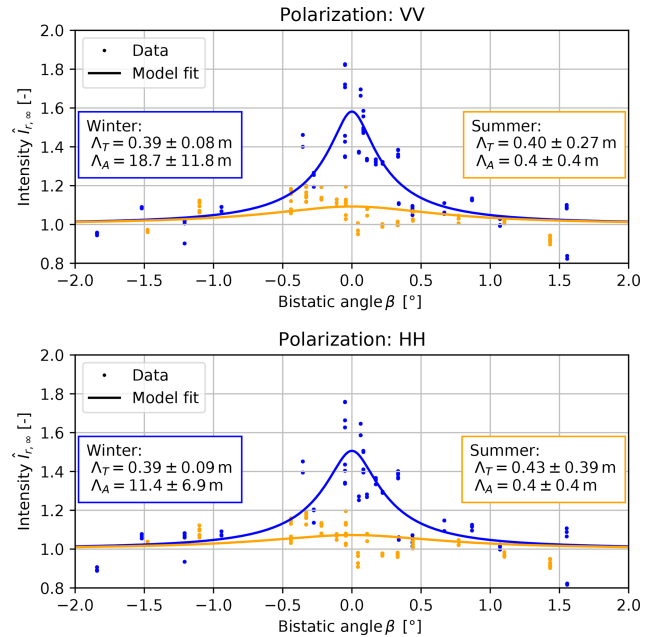 Polarization: VV
Intensity Î_{r,∞} [-]
2.0
1.8
1.6
1.4
1.2
1.0
0.8
Data
Model fit
Winter:
Λ_T = 0.39 ± 0.08 m
Λ_A = 18.7 ± 11.8 m
Summer:
Λ_T = 0.40 ± 0.27 m
Λ_A = 0.4 ± 0.4 m
−2.0 −1.5 −1.0 −0.5 0.0 0.5 1.0 1.5 2.0
Bistatic angle β [°]
Polarization: HH
Intensity Î_{r,∞} [-]
2.0
1.8
1.6
1.4
1.2
1.0
0.8
Data
Model fit
Winter:
Λ_T = 0.39 ± 0.09 m
Λ_A = 11.4 ± 6.9 m
Summer:
Λ_T = 0.43 ± 0.39 m
Λ_A = 0.4 ± 0.4 m
−2.0 −1.5 −1.0 −0.5 0.0 0.5 1.0 1.5 2.0
Bistatic angle β [°]